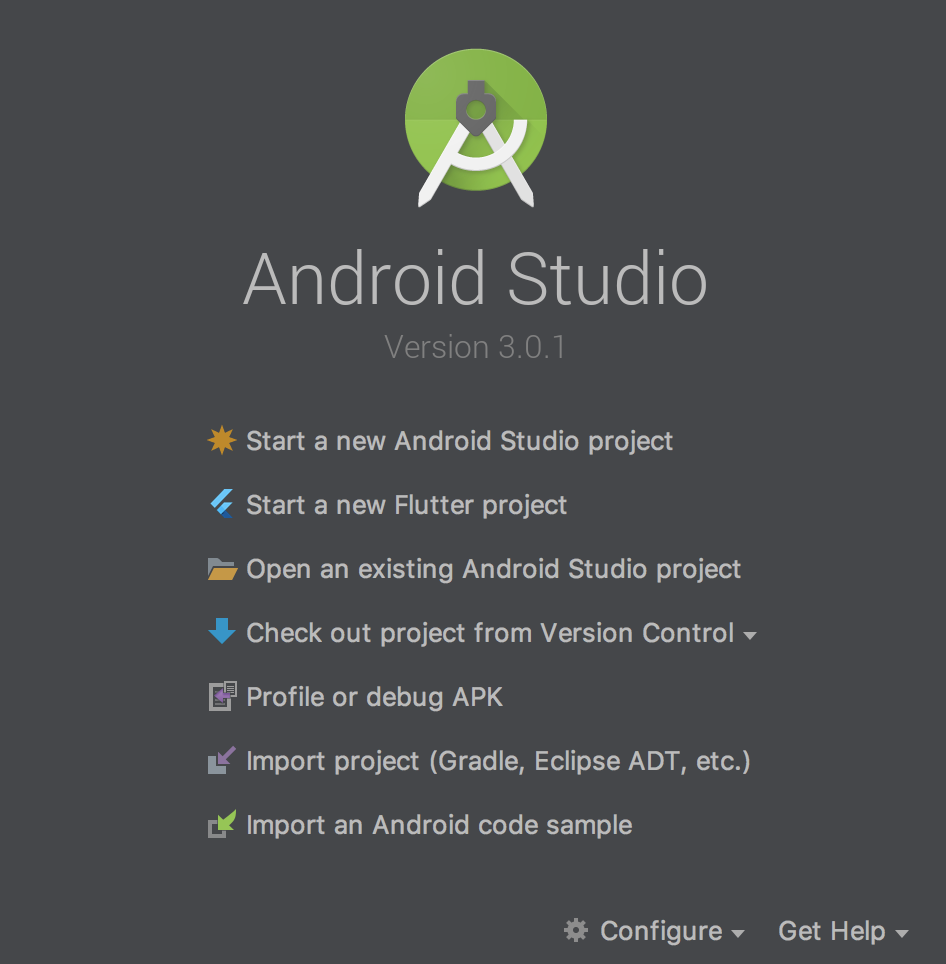 Android Studio
Version 3.0.1
Start a new Android Studio project
Start a new Flutter project
Open an existing Android Studio project
Check out project from Version Control
Profile or debug APK
Import project (Gradle, Eclipse ADT, etc.)
Import an Android code sample
Configure Get Help